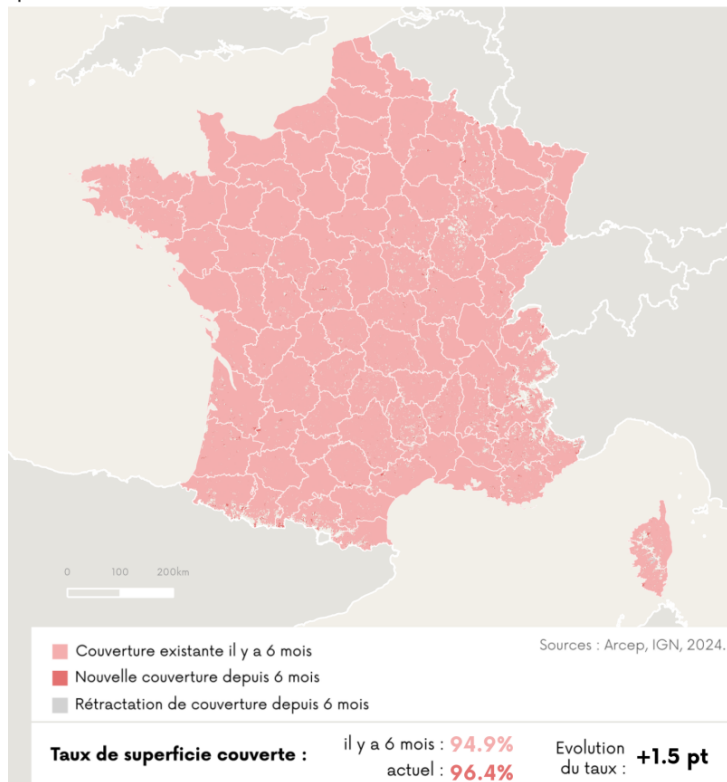 0 100 200km
Couverture existante il y a 6 mois
Sources : Arcep, IGN, 2024.
Nouvelle couverture depuis 6 mois
Rétractation de couverture depuis 6 mois
Taux de superficie couverte :
il y a 6 mois : 94.9%
actuel : 96.4%
Evolution
du taux :
+1.5 pt